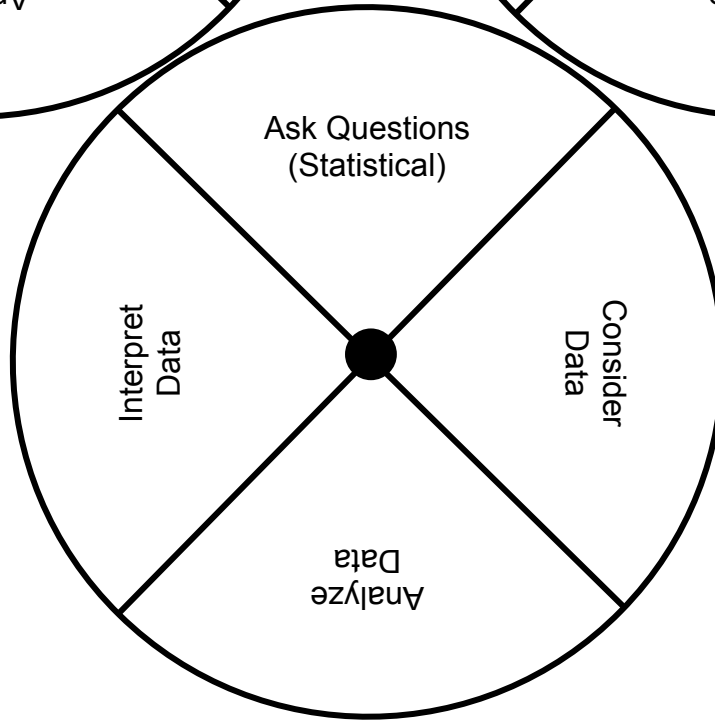 Ask Questions
(Statistical)
Consider
Data
Analyze
Data
Interpret
Data